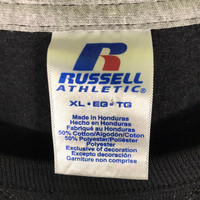 RUSSELL
ATHLETIC®
XL • EG • TG
Made in Honduras
Hecho en Honduras
Fabriqué au Honduras
50% Cotton/Algodón/Coton
50% Polyester/Poliéster
Polyester
Exclusive of decoration
Excepto decoración
Garniture non comprise